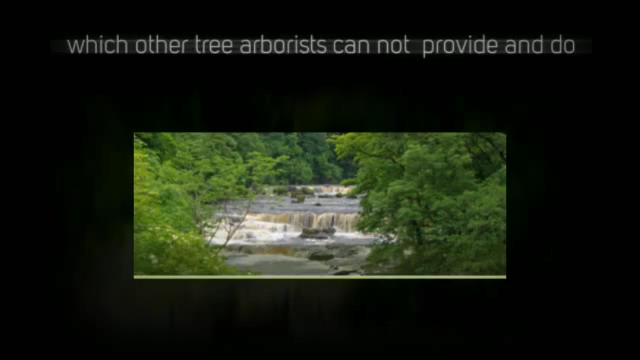 which other tree arborists can not provide and do